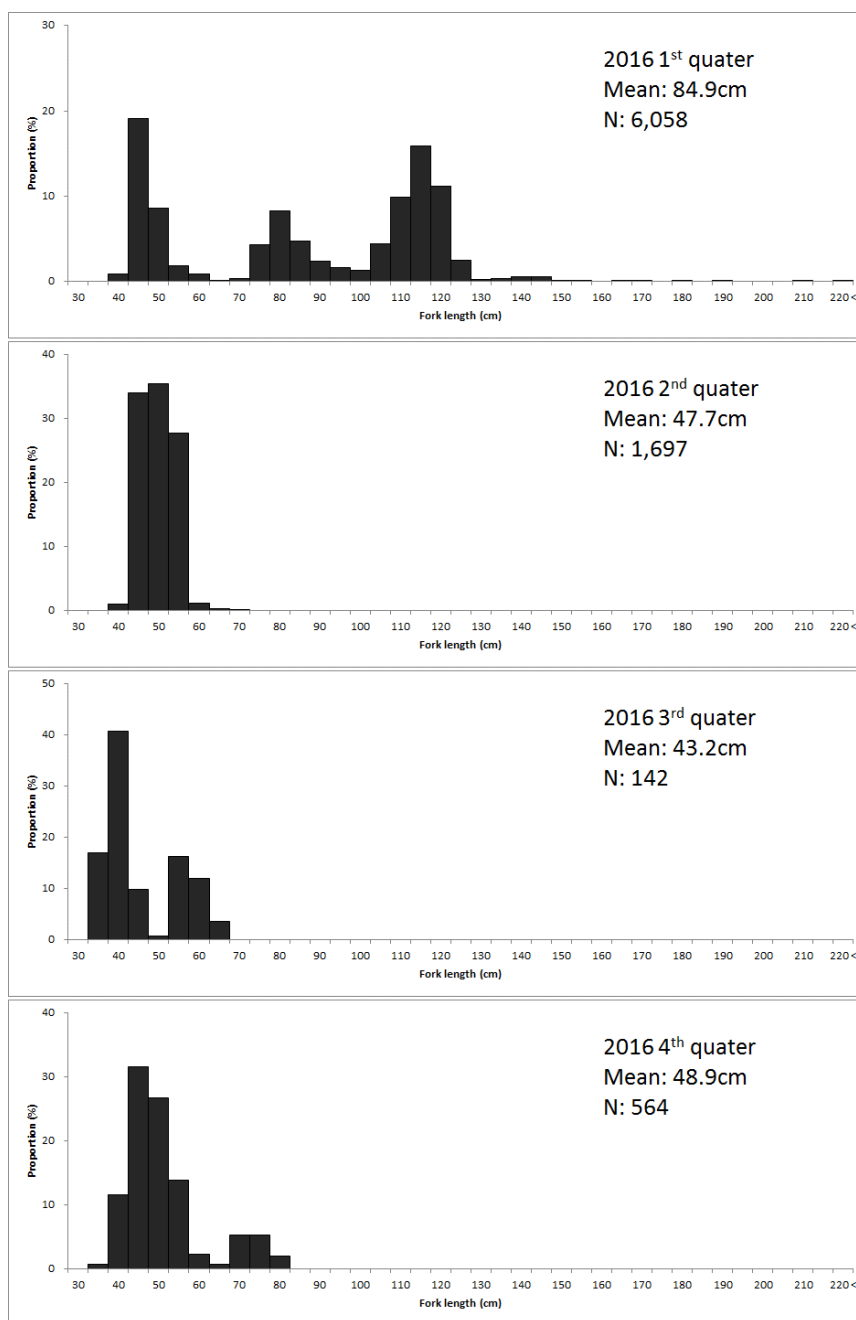 30
20
10
0
Proportion (%)
2016 1st quater
Mean: 84.9cm
N: 6,058
30 40 50 60 70 80 90 100 110 120 130 140 150 160 170 180 190 200 210 220 <
Fork length (cm)
40
30
20
10
0
Proportion (%)
2016 2nd quater
Mean: 47.7cm
N: 1,697
30 40 50 60 70 80 90 100 110 120 130 140 150 160 170 180 190 200 210 220 <
Fork length (cm)
50
40
30
20
10
0
Proportion (%)
2016 3rd quater
Mean: 43.2cm
N: 142
30 40 50 60 70 80 90 100 110 120 130 140 150 160 170 180 190 200 210 220 <
Fork length (cm)
40
30
20
10
0
Proportion (%)
2016 4th quater
Mean: 48.9cm
N: 564
30 40 50 60 70 80 90 100 110 120 130 140 150 160 170 180 190 200 210 220 <
Fork length (cm)